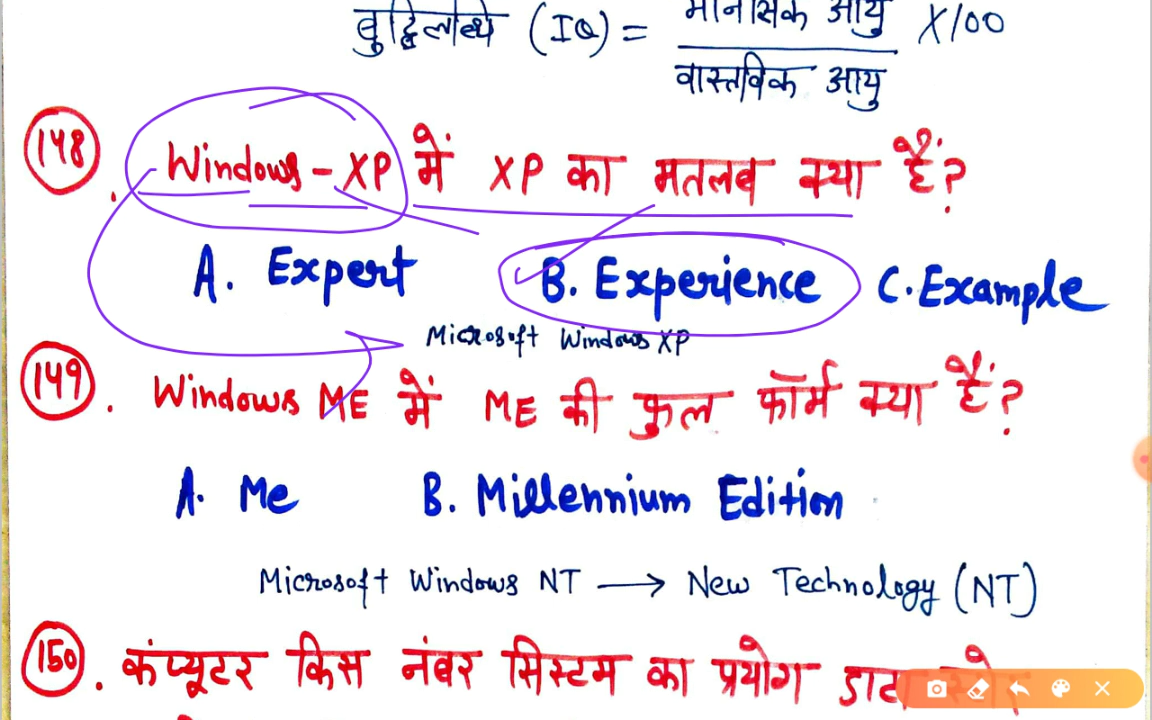 बुद्धिलब्धि (IQ) = मानसिक आयु X100
वास्तविक आयु
148. Windows - XP में XP का मतलब क्या है?
A. Expert B. Experience C. Example
Microsoft Windows XP
149. Windows ME में ME की फुल फॉर्म क्या है?
A. Me B. Millennium Edition
Microsoft Windows NT → New Technology (NT)
150. कंप्यूटर किस नंबर सिस्टम का प्रयोग डाटा